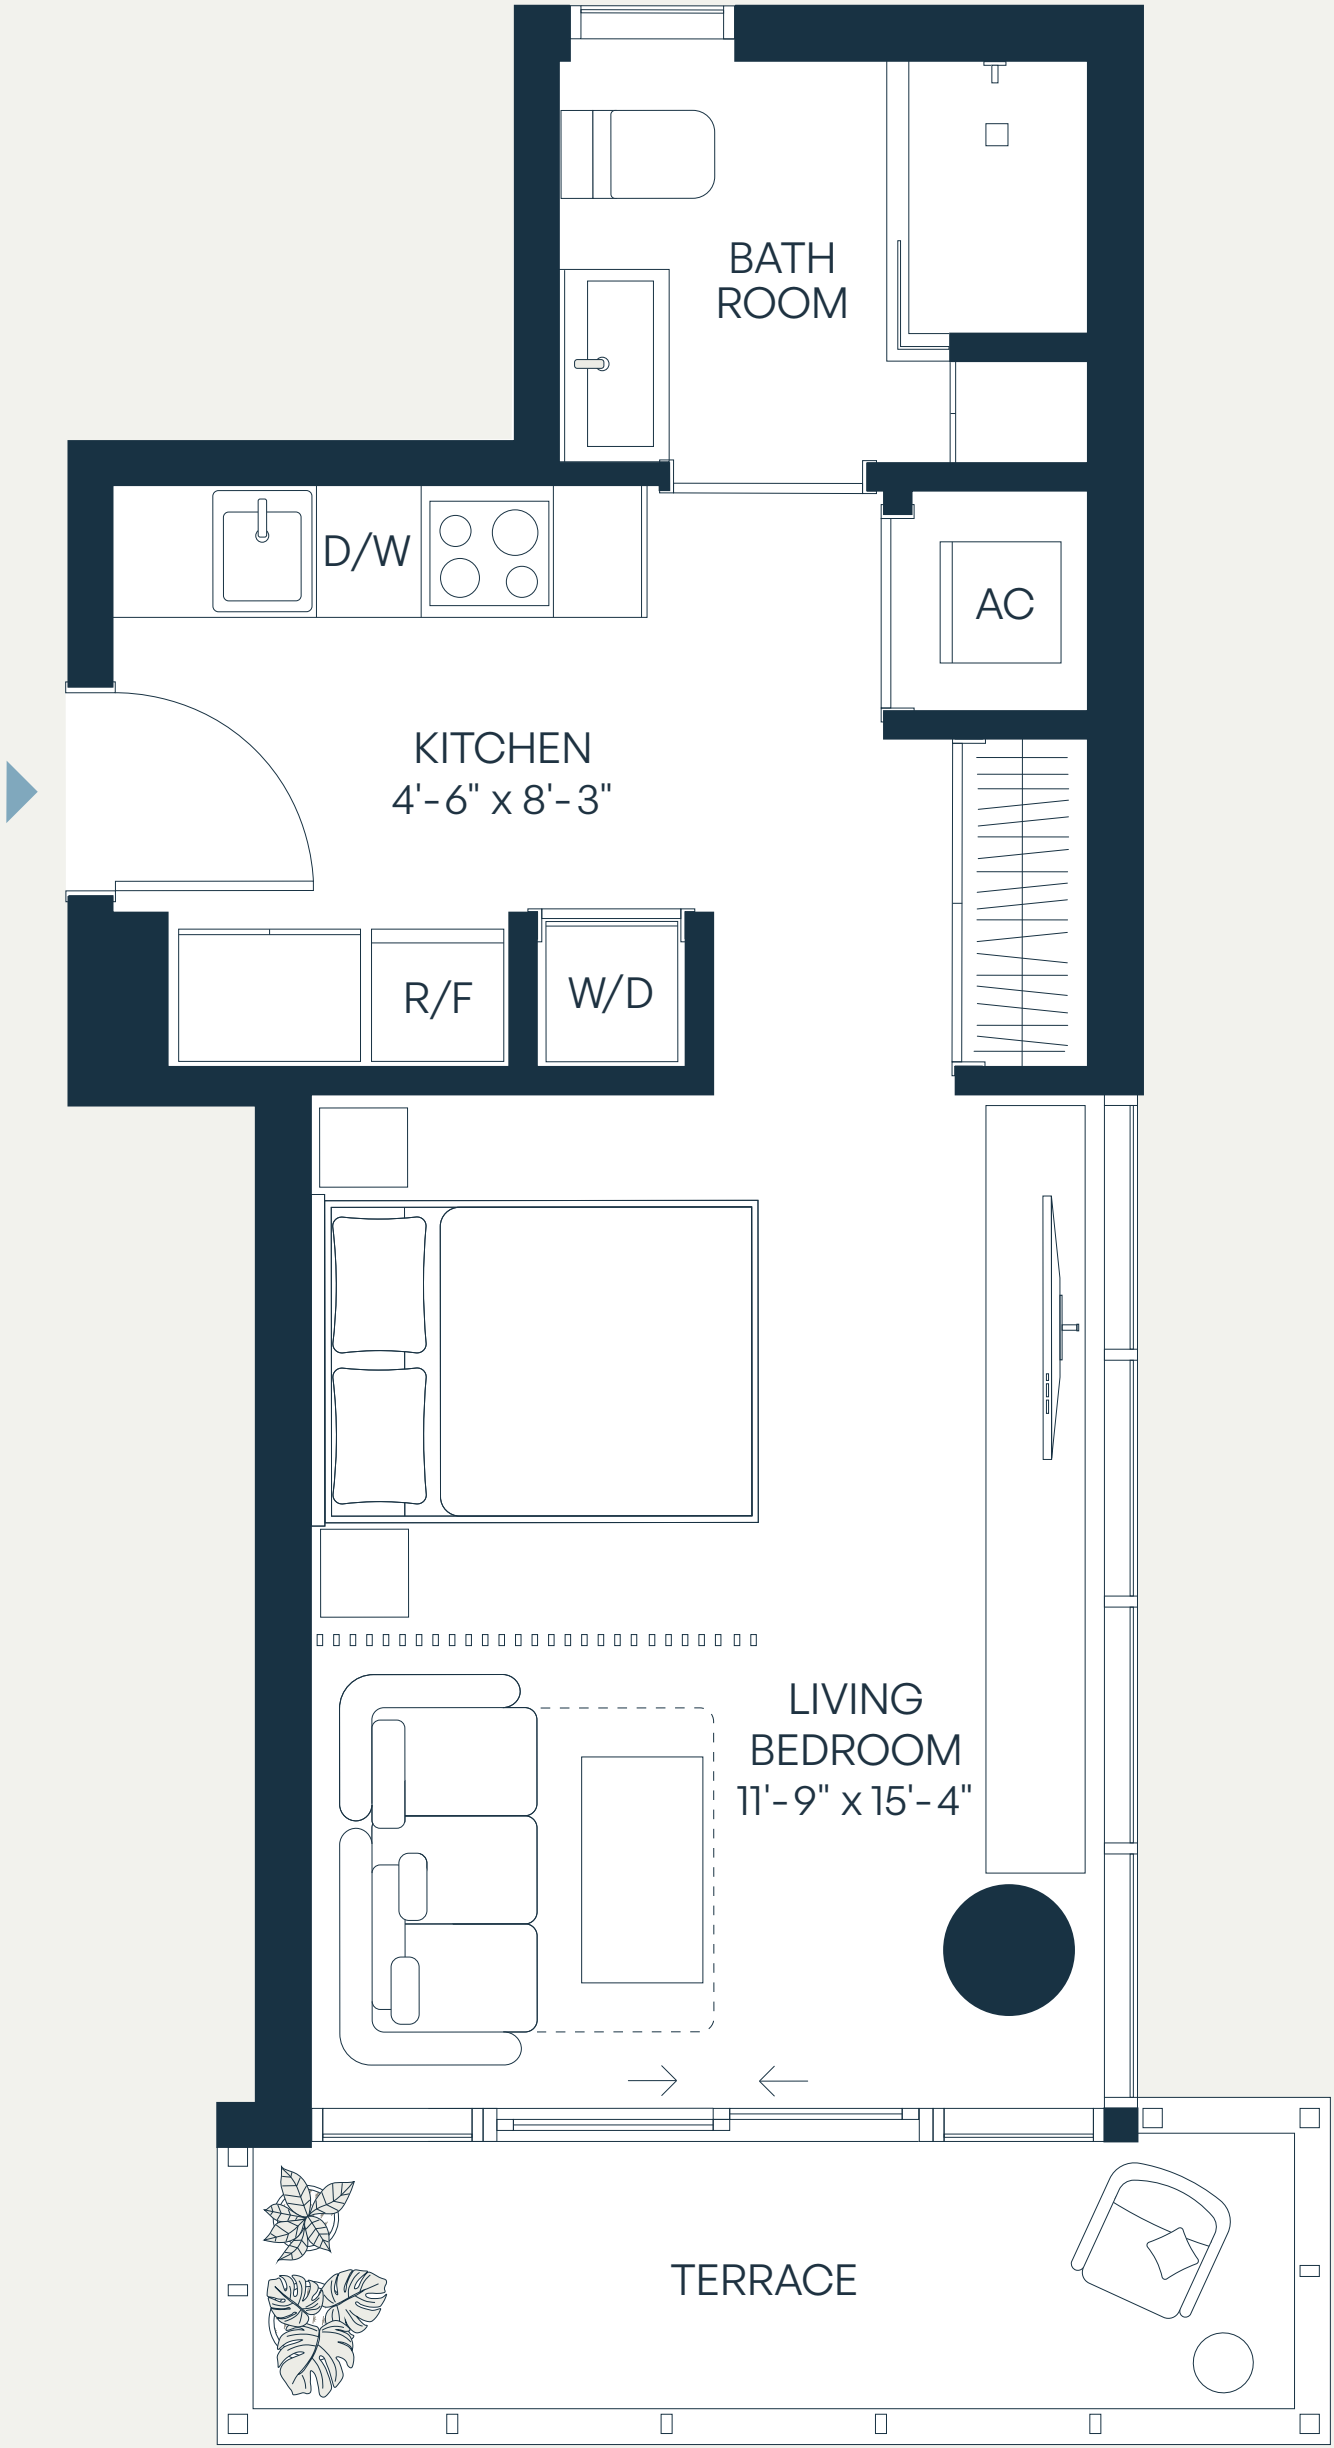 BATH
ROOM
D/W
AC
KITCHEN
4'-6" x 8'-3"
R/F
W/D
LIVING
BEDROOM
11'-9" x 15'-4"
TERRACE